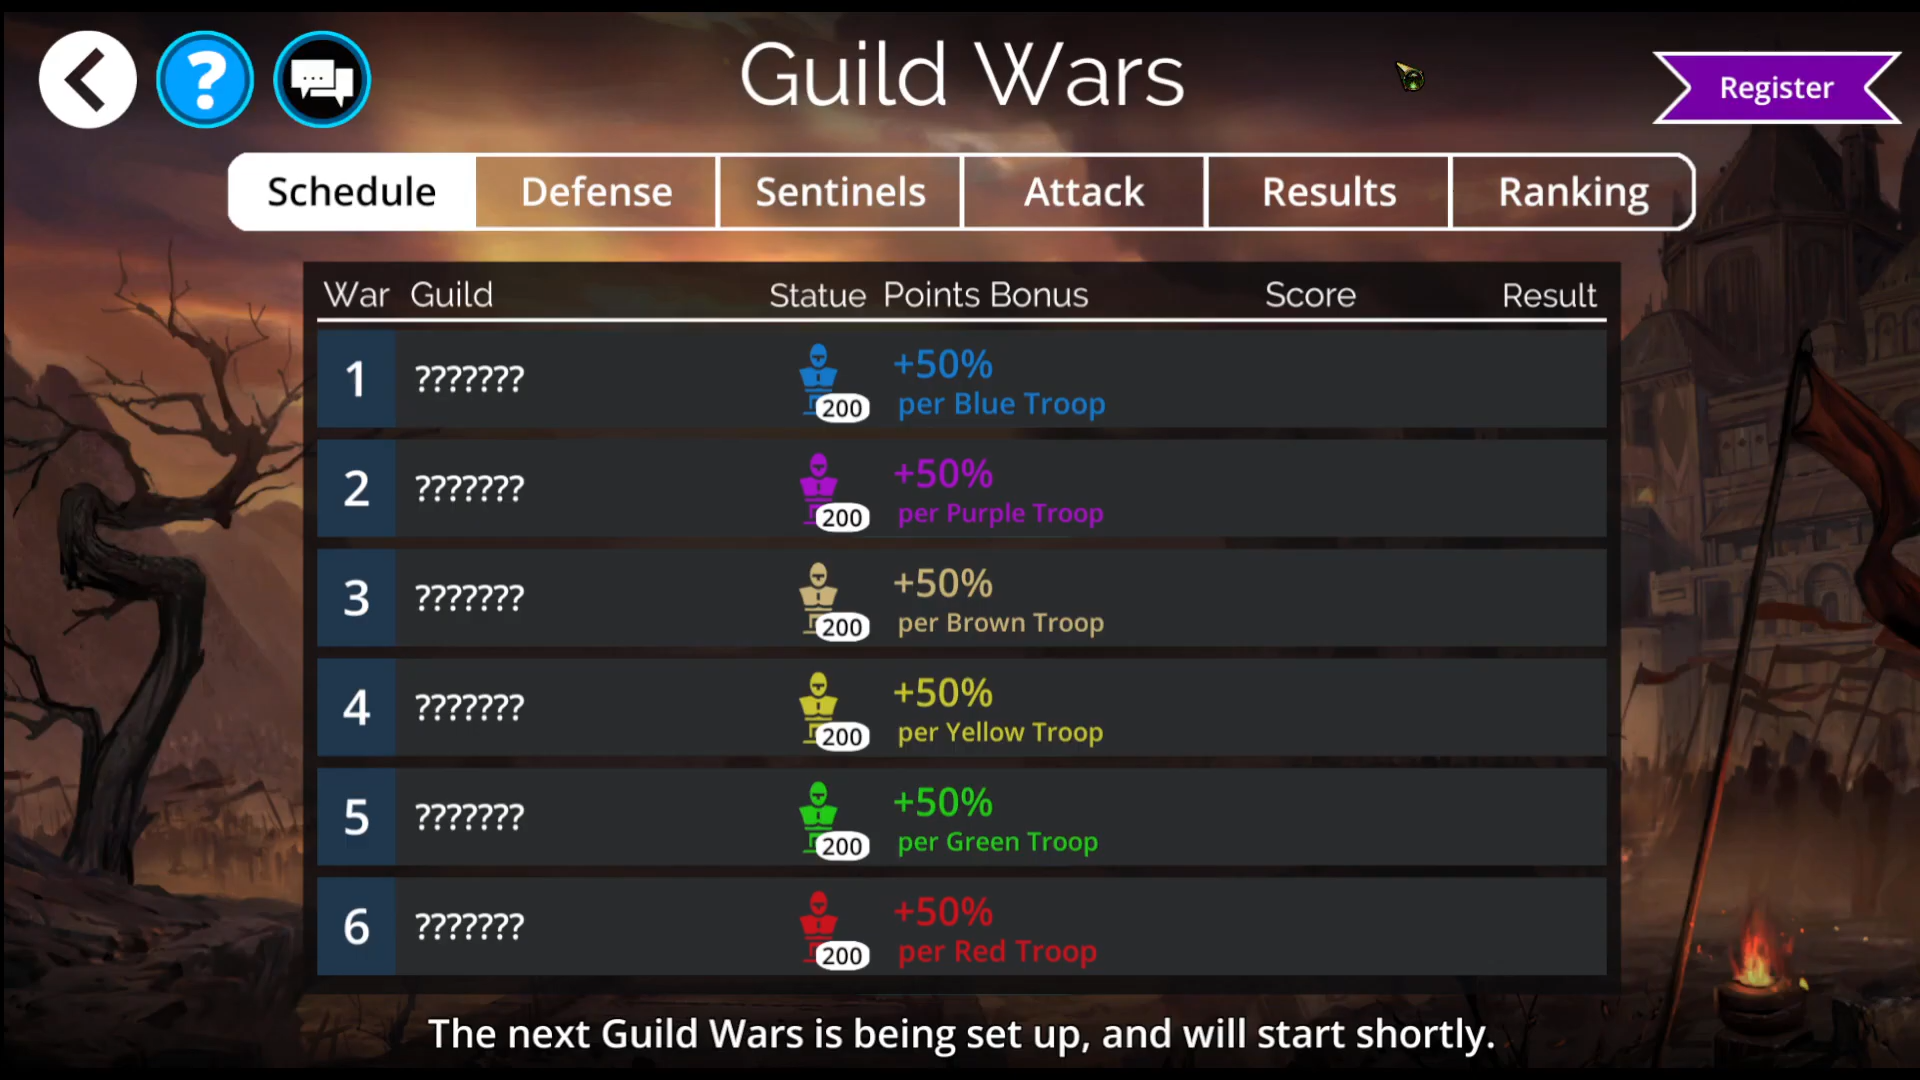 ?
Guild Wars
Register
Schedule Defense Sentinels Attack Results Ranking
War Guild Statue Points Bonus Score Result
1 ??????? 200 +50% per Blue Troop
2 ??????? 200 +50% per Purple Troop
3 ??????? 200 +50% per Brown Troop
4 ??????? 200 +50% per Yellow Troop
5 ??????? 200 +50% per Green Troop
6 ??????? 200 +50% per Red Troop
The next Guild Wars is being set up, and will start shortly.